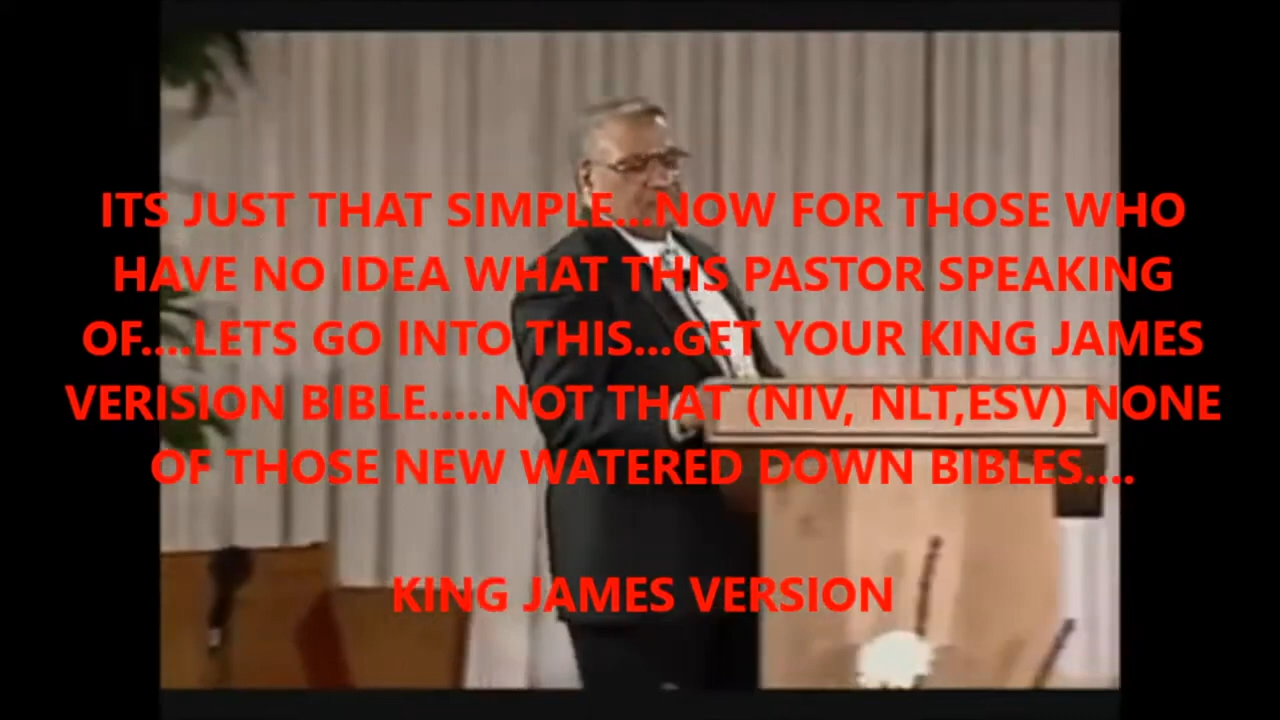 ITS JUST THAT SIMPLE...NOW FOR THOSE WHO
HAVE NO IDEA WHAT THIS PASTOR SPEAKING
OF....LETS GO INTO THIS...GET YOUR KING JAMES
VERISION BIBLE.....NOT THAT (NIV, NLT,ESV) NONE
OF THOSE NEW WATERED DOWN BIBLES....
KING JAMES VERSION